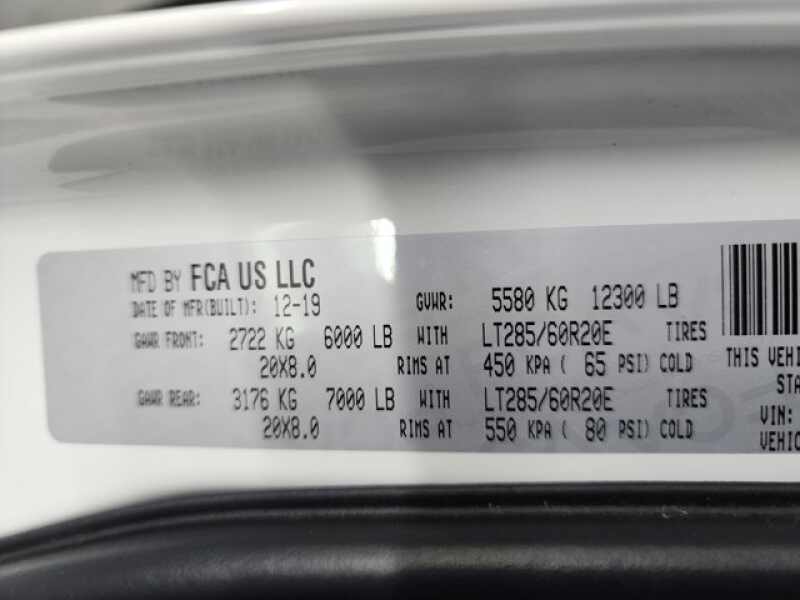 MFD BY FCA US LLC
DATE OF MFR(BUILT): 12-19 GVWR: 5580 KG 12300 LB
GAWR FRONT: 2722 KG 6000 LB WITH LT285/60R20E TIRES
20X8.0 RIMS AT 450 KPA ( 65 PSI) COLD
GAWR REAR: 3176 KG 7000 LB WITH LT285/60R20E TIRES
20X8.0 RIMS AT 550 KPA ( 80 PSI) COLD
THIS VEHI
STA
VIN:
VEHIC